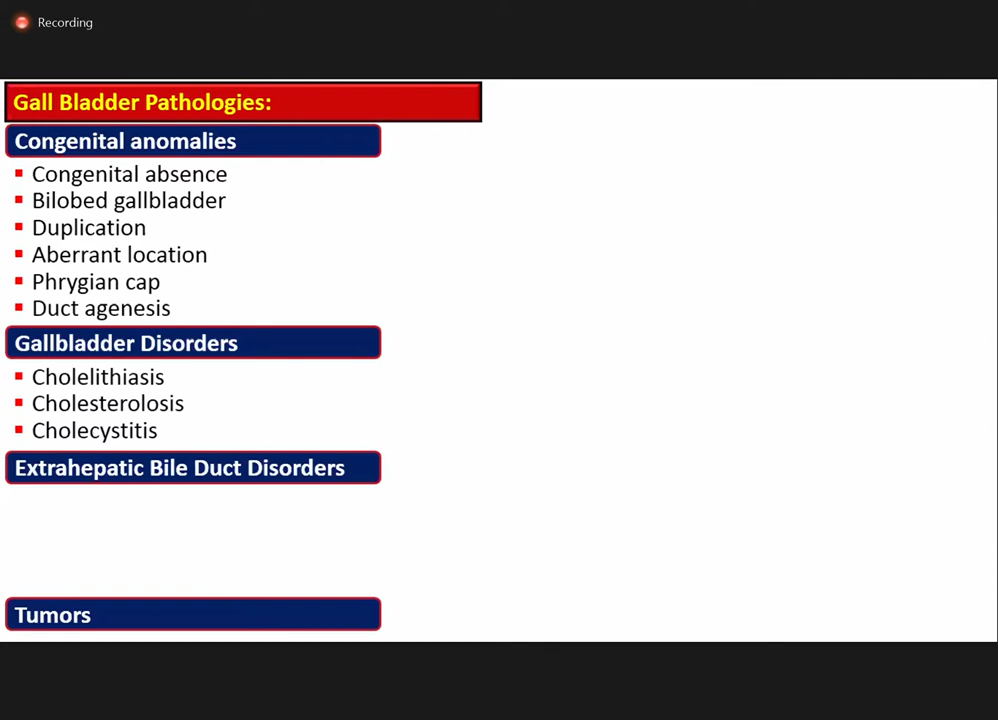 Recording
Gall Bladder Pathologies:
Congenital anomalies
▪ Congenital absence
▪ Bilobed gallbladder
▪ Duplication
▪ Aberrant location
▪ Phrygian cap
▪ Duct agenesis
Gallbladder Disorders
▪ Cholelithiasis
▪ Cholesterolosis
▪ Cholecystitis
Extrahepatic Bile Duct Disorders
Tumors